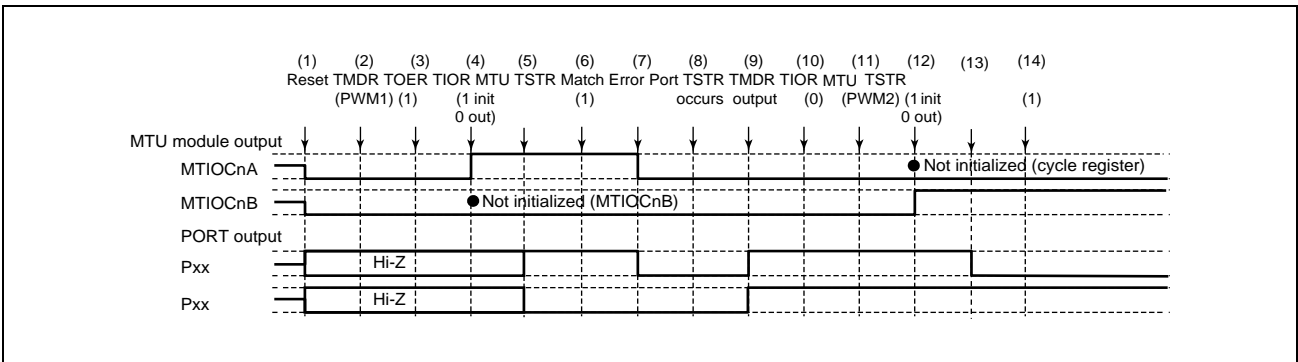 (1) (2) (3) (4) (5) (6) (7) (8) (9) (10) (11) (12) (13) (14)
Reset TMDR TOER TIOR MTU TSTR Match Error Port TSTR TMDR TIOR MTU TSTR
(PWM1) (1) (1 init (1) occurs output (0) (PWM2) (1 init (1)
0 out) 0 out)
MTU module output
MTIOCnA
Not initialized (cycle register)
MTIOCnB
Not initialized (MTIOCnB)
PORT output
Pxx
Hi-Z
Pxx
Hi-Z